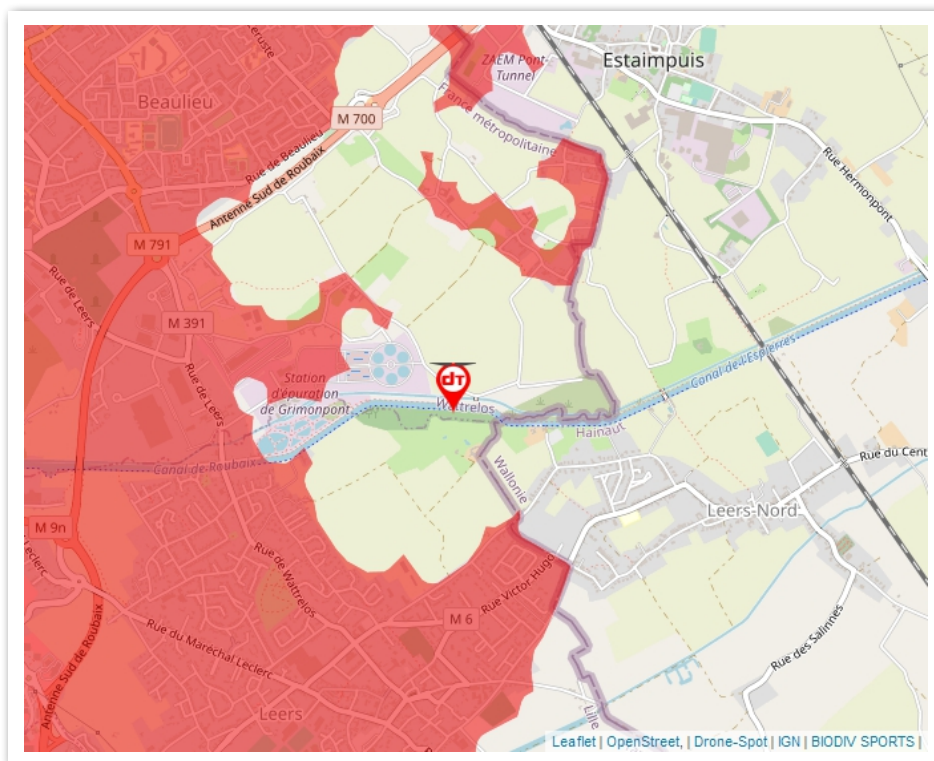 Estaimpuis
ZAEM Pont-
Tunnel
Beaulieu
M 700
France métropolitaine
Rue de Beaulieu
Antenne Sud de Roubaix
Rue Hermonpont
M 791
Rue de Leers
M 391
Canal de l'Espierres
Station
d'épuration
de Grimonpont
Rue de Leers
dT
Wattrelos
Hainaut
Canal de Roubaix
Wallonie
Rue du Cent
Leers-Nord
M 9n
Leclerc
Rue de Wattrelos
Rue Victor Hugo
M 6
Rue du Maréchal Leclerc
Rue des Salinnes
Antenne Sud de Roubaix
Leers
Lille
Leaflet | OpenStreet, | Drone-Spot | IGN | BIODIV SPORTS |